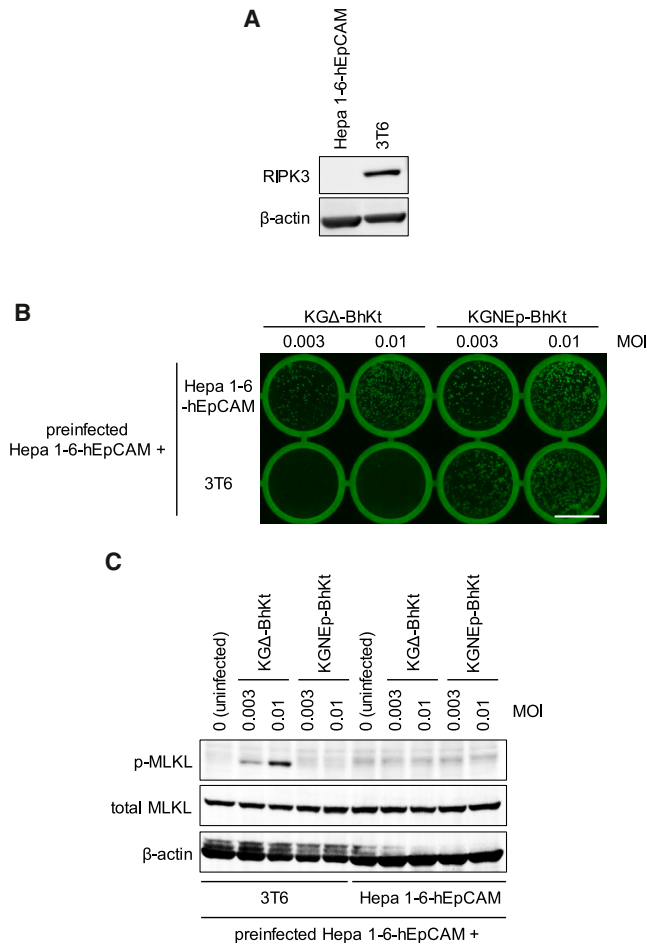 A
Hepa 1-6-hEpCAM
3T6
RIPK3
β-actin
B
KGΔ-BhKt
KGNEp-BhKt
0.003
0.01
0.003
0.01
MOI
preinfected
Hepa 1-6-hEpCAM +
Hepa 1-6
-hEpCAM
3T6
C
0 (uninfected)
KGΔ-BhKt
0.003
0.01
KGNEp-BhKt
0.003
0.01
0 (uninfected)
KGΔ-BhKt
0.003
0.01
KGNEp-BhKt
0.003
0.01
MOI
p-MLKL
total MLKL
β-actin
3T6
Hepa 1-6-hEpCAM
preinfected Hepa 1-6-hEpCAM +